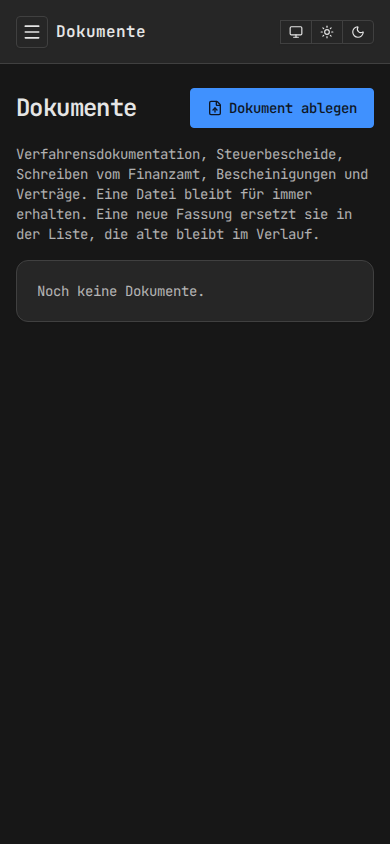 Dokumente
Dokumente
Dokument ablegen
Verfahrensdokumentation, Steuerbescheide,
Schreiben vom Finanzamt, Bescheinigungen und
Verträge. Eine Datei bleibt für immer
erhalten. Eine neue Fassung ersetzt sie in
der Liste, die alte bleibt im Verlauf.
Noch keine Dokumente.